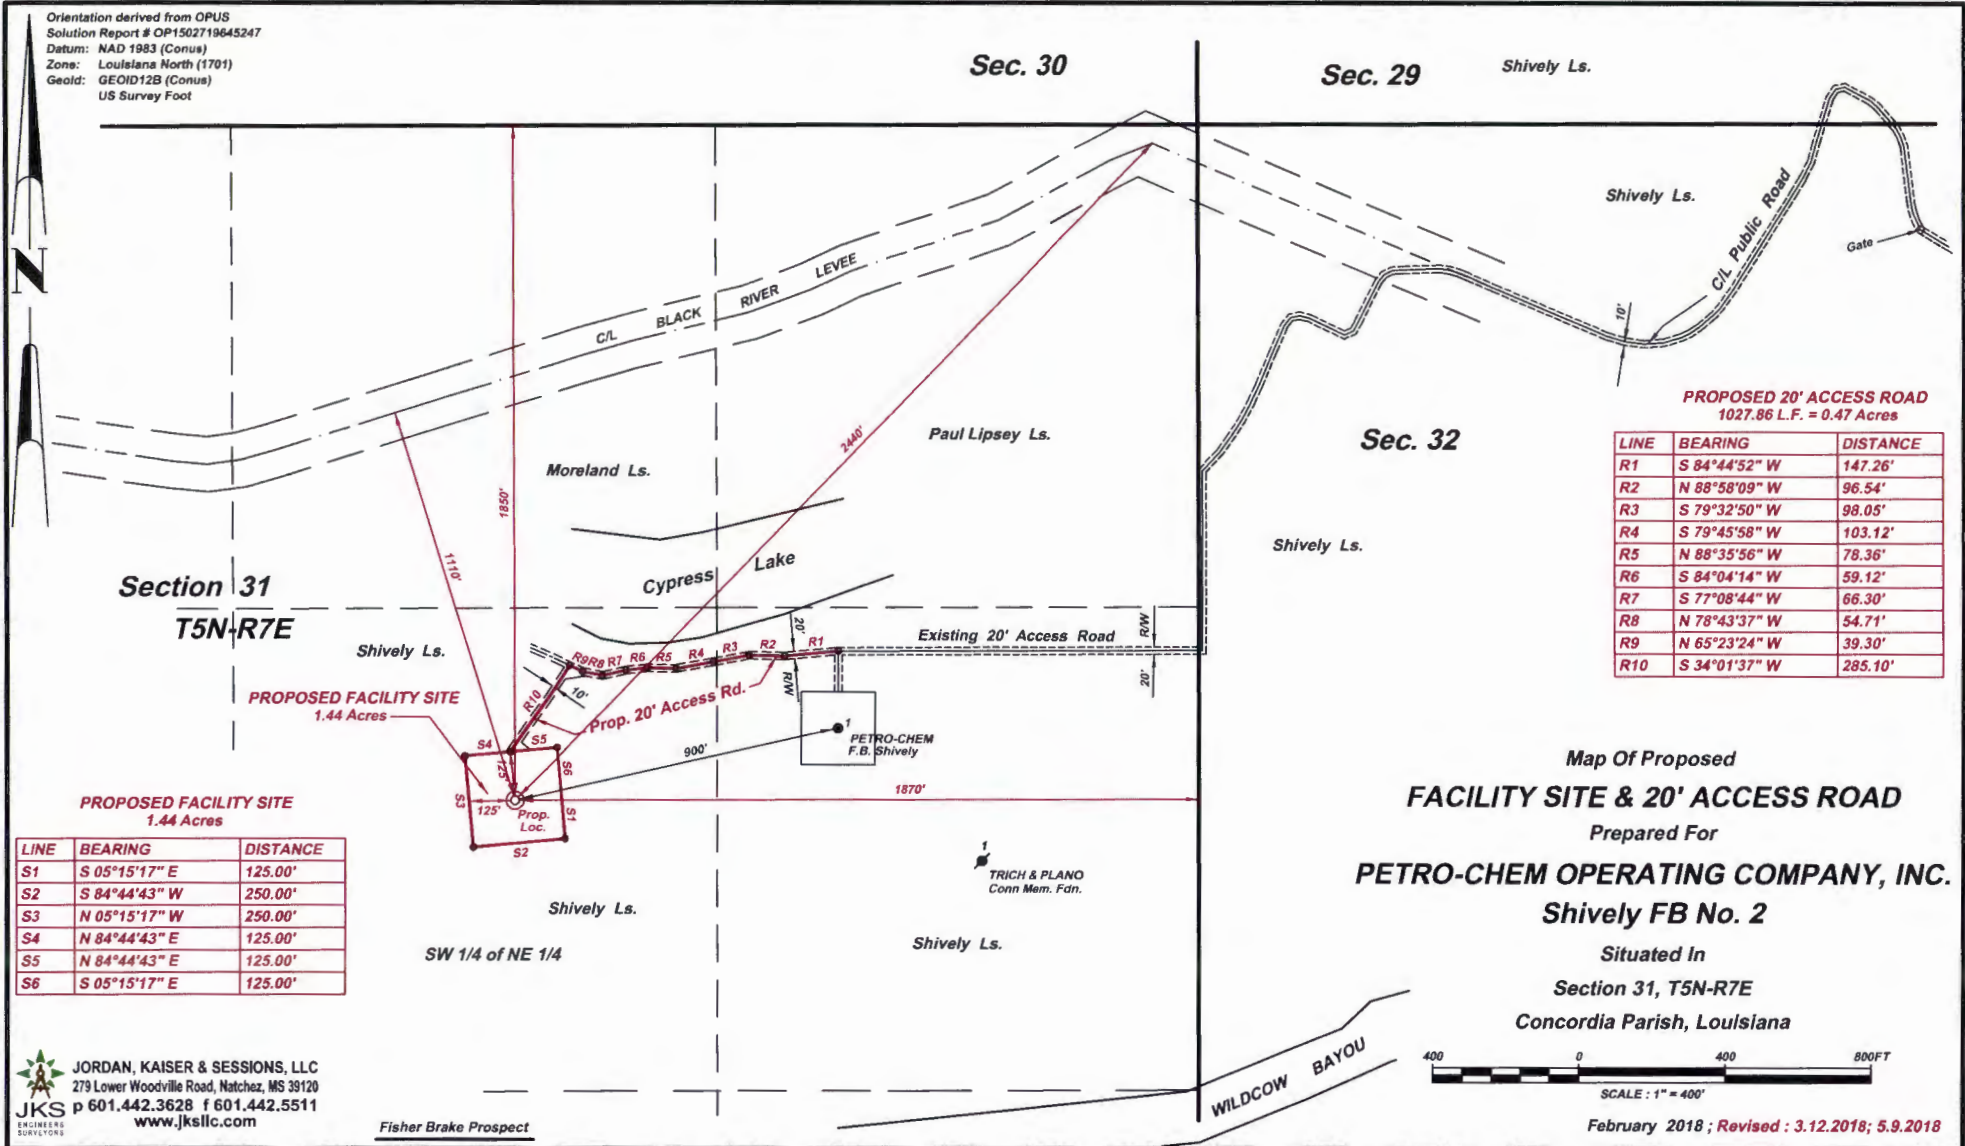 Orientation derived from OPUS
Solution Report # OP1502719845247
Datum: NAD 1983 (Conus)
Zone: Louisiana North (1701)
Geoid: GEOID12B (Conus)
US Survey Foot
N
Sec. 30
Sec. 29
Shively Ls.
Shively Ls.
C/L Public Road
Gate
10'
C/L BLACK RIVER LEVEE
2440'
1850'
1110'
Moreland Ls.
Paul Lipsey Ls.
Sec. 32
Shively Ls.
PROPOSED 20' ACCESS ROAD
1027.86 L.F. = 0.47 Acres
LINE BEARING DISTANCE
R1 S 84°44'52" W 147.26'
R2 N 88°58'09" W 96.54'
R3 S 79°32'50" W 98.05'
R4 S 79°45'58" W 103.12'
R5 N 88°35'56" W 78.36'
R6 S 84°04'14" W 59.12'
R7 S 77°08'44" W 66.30'
R8 N 78°43'37" W 54.71'
R9 N 65°23'24" W 39.30'
R10 S 34°01'37" W 285.10'
Cypress Lake
Section 31
T5N-R7E
Shively Ls.
Existing 20' Access Road
R/W
20'
20'
R/W
R9 R8 R7 R6 R5 R4 R3 R2 R1
R10
10'
Prop. 20' Access Rd.
PROPOSED FACILITY SITE
1.44 Acres
S4 S5
S6
S3
S1
S2
125'
125'
Prop.
Loc.
900'
1
PETRO-CHEM
F.B. Shively
1870'
1
TRICH & PLANO
Conn Mem. Fdn.
PROPOSED FACILITY SITE
1.44 Acres
LINE BEARING DISTANCE
S1 S 05°15'17" E 125.00'
S2 S 84°44'43" W 250.00'
S3 N 05°15'17" W 250.00'
S4 N 84°44'43" E 125.00'
S5 N 84°44'43" E 125.00'
S6 S 05°15'17" E 125.00'
Shively Ls.
SW 1/4 of NE 1/4
Shively Ls.
WILDCOW BAYOU
Map Of Proposed
FACILITY SITE & 20' ACCESS ROAD
Prepared For
PETRO-CHEM OPERATING COMPANY, INC.
Shively FB No. 2
Situated In
Section 31, T5N-R7E
Concordia Parish, Louisiana
400 0 400 800FT
SCALE : 1" = 400'
February 2018 ; Revised : 3.12.2018; 5.9.2018
JKS
ENGINEERS
SURVEYORS
JORDAN, KAISER & SESSIONS, LLC
279 Lower Woodville Road, Natchez, MS 39120
p 601.442.3628 f 601.442.5511
www.jksllc.com
Fisher Brake Prospect